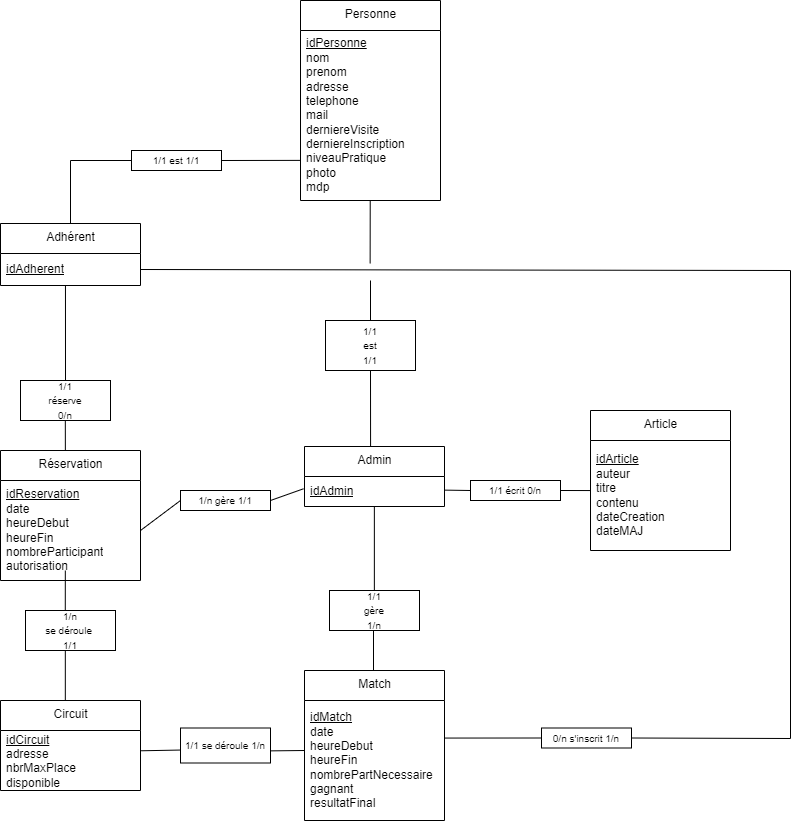 Personne
idPersonne
nom
prenom
adresse
telephone
mail
derniereVisite
derniereInscription
niveauPratique
photo
mdp
1/1 est 1/1
Adhérent
idAdherent
1/1
est
1/1
1/1
réserve
0/n
Réservation
idReservation
date
heureDebut
heureFin
nombreParticipant
autorisation
1/n gère 1/1
Admin
idAdmin
1/1 écrit 0/n
Article
idArticle
auteur
titre
contenu
dateCreation
dateMAJ
1/n
se déroule
1/1
1/1
gère
1/n
Circuit
idCircuit
adresse
nbrMaxPlace
disponible
1/1 se déroule 1/n
Match
idMatch
date
heureDebut
heureFin
nombrePartNecessaire
gagnant
resultatFinal
0/n s'inscrit 1/n